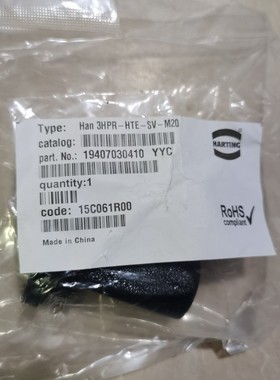 Type: Han 3HPR-HTE-SV-M20
catalog:
part. No.: 19407030410 YYC
HARTING
quantity:1
code: 15C061R00
RoHS
compliant
Made in China